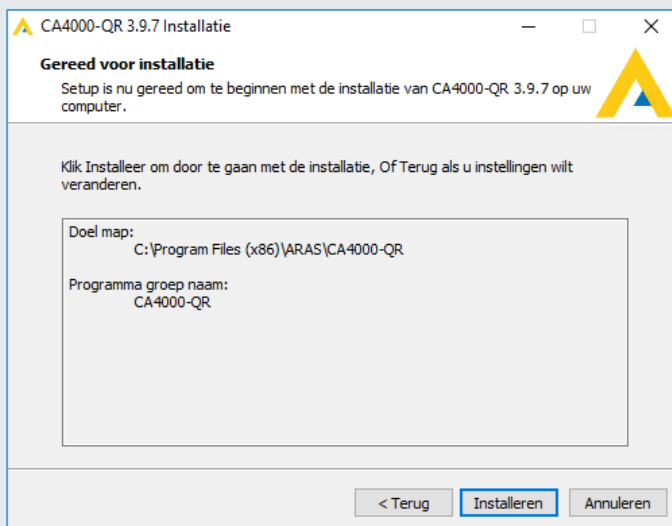 CA4000-QR 3.9.7 Installatie
Gereed voor installatie
Setup is nu gereed om te beginnen met de installatie van CA4000-QR 3.9.7 op uw
computer.
Klik Installeer om door te gaan met de installatie, Of Terug als u instellingen wilt
veranderen.
Doel map:
C:\Program Files (x86)\ARAS\CA4000-QR
Programma groep naam:
CA4000-QR
< Terug
Installeren
Annuleren